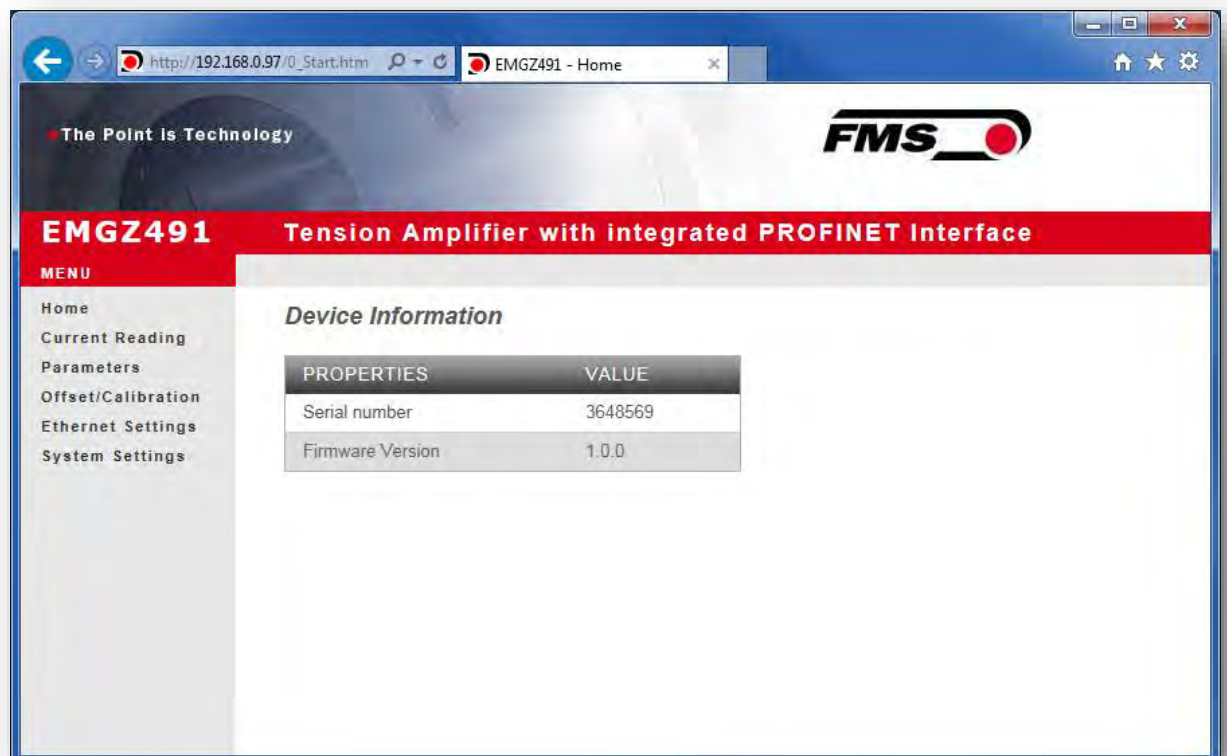 http://192.168.0.97/0_Start.htm
EMGZ491 - Home
The Point is Technology
FMS
EMGZ491 Tension Amplifier with integrated PROFINET Interface
MENU
Home
Current Reading
Parameters
Offset/Calibration
Ethernet Settings
System Settings
Device Information
PROPERTIES VALUE
Serial number 3648569
Firmware Version 1.0.0